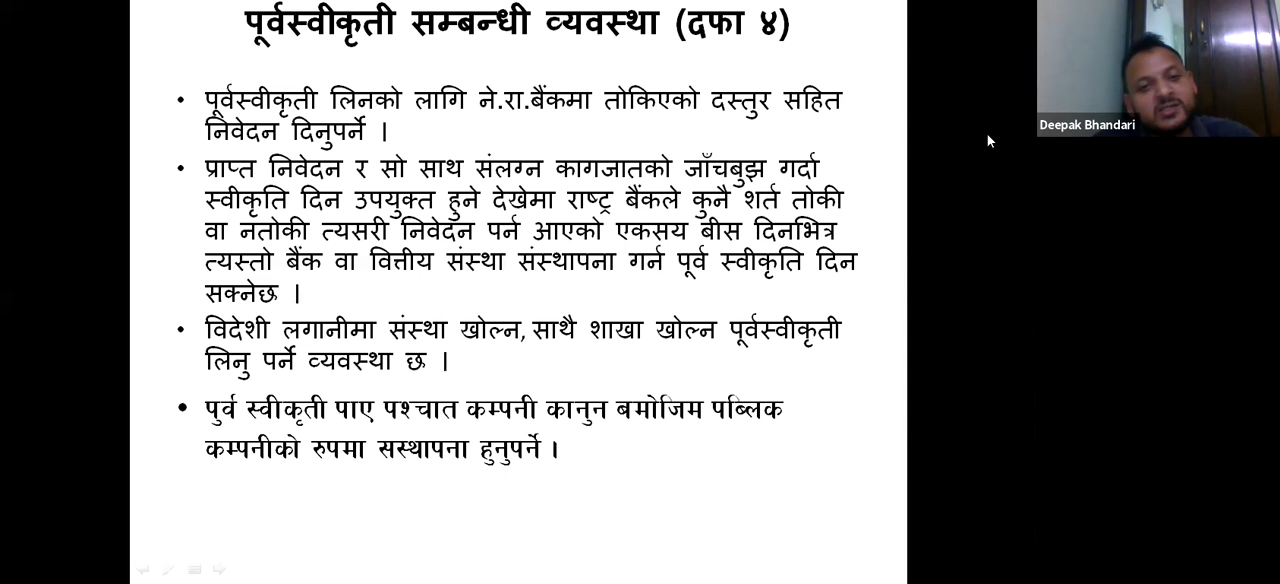 पूर्वस्वीकृती सम्बन्धी व्यवस्था (दफा ४)
• पूर्वस्वीकृती लिनको लागि ने.रा.बैंकमा तोकिएको दस्तुर सहित
निवेदन दिनुपर्ने ।
• प्राप्त निवेदन र सो साथ संलग्न कागजातको जाँचबुझ गर्दा
स्वीकृति दिन उपयुक्त हुने देखेमा राष्ट्र बैंकले कुनै शर्त तोकी
वा नतोकी त्यसरी निवेदन पर्न आएको एकसय बीस दिनभित्र
त्यस्तो बैंक वा वित्तीय संस्था संस्थापना गर्न पूर्व स्वीकृति दिन
सक्नेछ ।
• विदेशी लगानीमा संस्था खोल्न, साथै शाखा खोल्न पूर्वस्वीकृती
लिनु पर्ने व्यवस्था छ ।
• पुर्व स्वीकृती पाए पश्चात कम्पनी कानुन बमोजिम पब्लिक
कम्पनीको रुपमा सस्थापना हुनुपर्ने ।
Deepak Bhandari